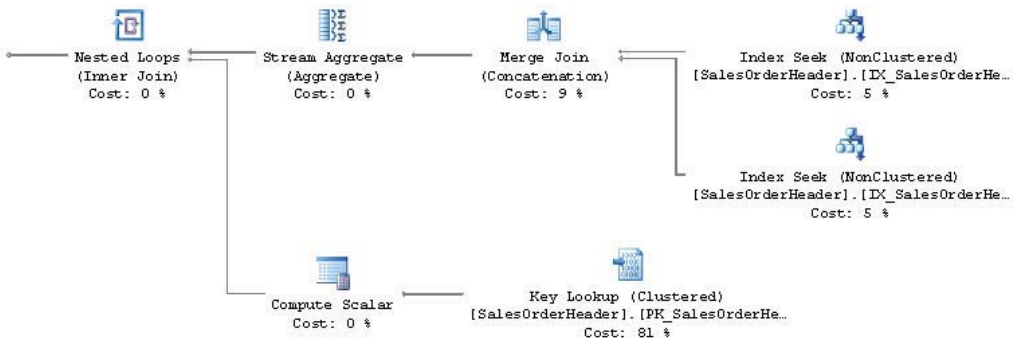 Nested Loops
(Inner Join)
Cost: 0 %
Stream Aggregate
(Aggregate)
Cost: 0 %
Merge Join
(Concatenation)
Cost: 9 %
Index Seek (NonClustered)
[SalesOrderHeader].[IX_SalesOrderHe…
Cost: 5 %
Index Seek (NonClustered)
[SalesOrderHeader].[IX_SalesOrderHe…
Cost: 5 %
Compute Scalar
Cost: 0 %
Key Lookup (Clustered)
[SalesOrderHeader].[PK_SalesOrderHe…
Cost: 81 %